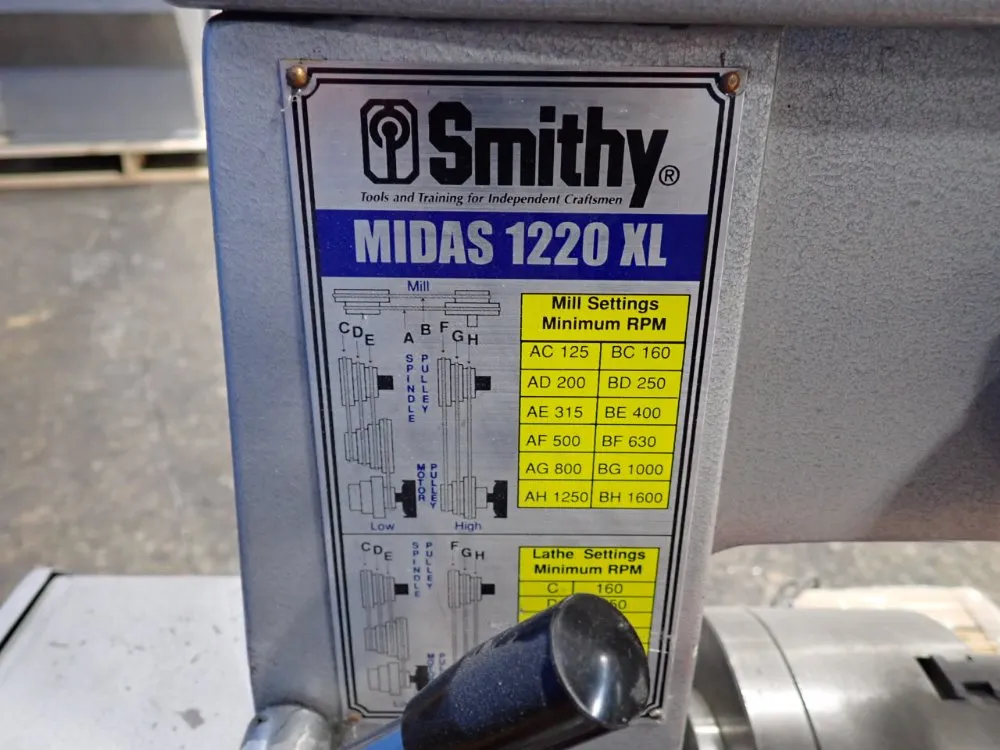 Smithy®
Tools and Training for Independent Craftsmen
MIDAS 1220 XL
Mill
C D E A B F G H
SPINDLE PULLEY
MOTOR PULLEY
Low High
Mill Settings
Minimum RPM
AC 125 BC 160
AD 200 BD 250
AE 315 BE 400
AF 500 BF 630
AG 800 BG 1000
AH 1250 BH 1600
C D E F G H
SPINDLE PULLEY
Lathe Settings
Minimum RPM
C 160